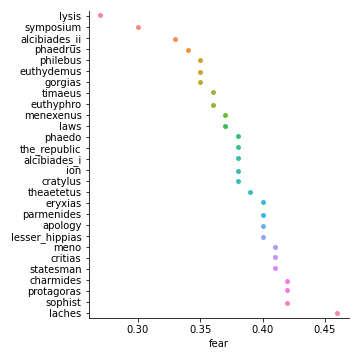 lysis
symposium
alcibiades_ii
phaedrus
philebus
euthydemus
gorgias
timaeus
euthyphro
menexenus
laws
phaedo
the_republic
alcibiades_i
ion
cratylus
theaetetus
eryxias
parmenides
apology
lesser_hippias
meno
critias
statesman
charmides
protagoras
sophist
laches
0.30 0.35 0.40 0.45
fear